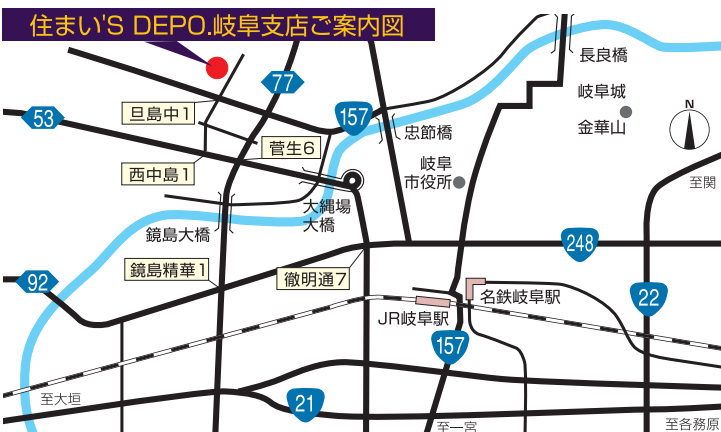 住まい'S DEPO.岐阜支店ご案内図
長良橋
77
岐阜城
53
旦島中1
157
金華山
N
忠節橋
菅生6
西中島1
岐阜
市役所
至関
大縄場
大橋
鏡島大橋
248
鏡島精華1
徹明通7
92
名鉄岐阜駅
22
JR岐阜駅
157
至大垣
21
至一宮
至各務原